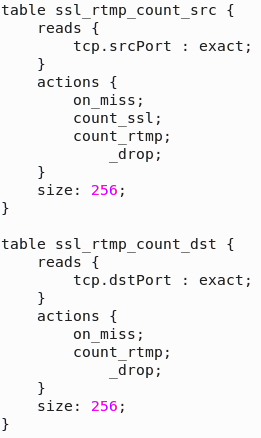 table ssl_rtmp_count_src {
    reads {
        tcp.srcPort : exact;
    }
    actions {
        on_miss;
        count_ssl;
        count_rtmp;
            _drop;
    }
    size: 256;
}

table ssl_rtmp_count_dst {
    reads {
        tcp.dstPort : exact;
    }
    actions {
        on_miss;
        count_rtmp;
            _drop;
    }
    size: 256;
}